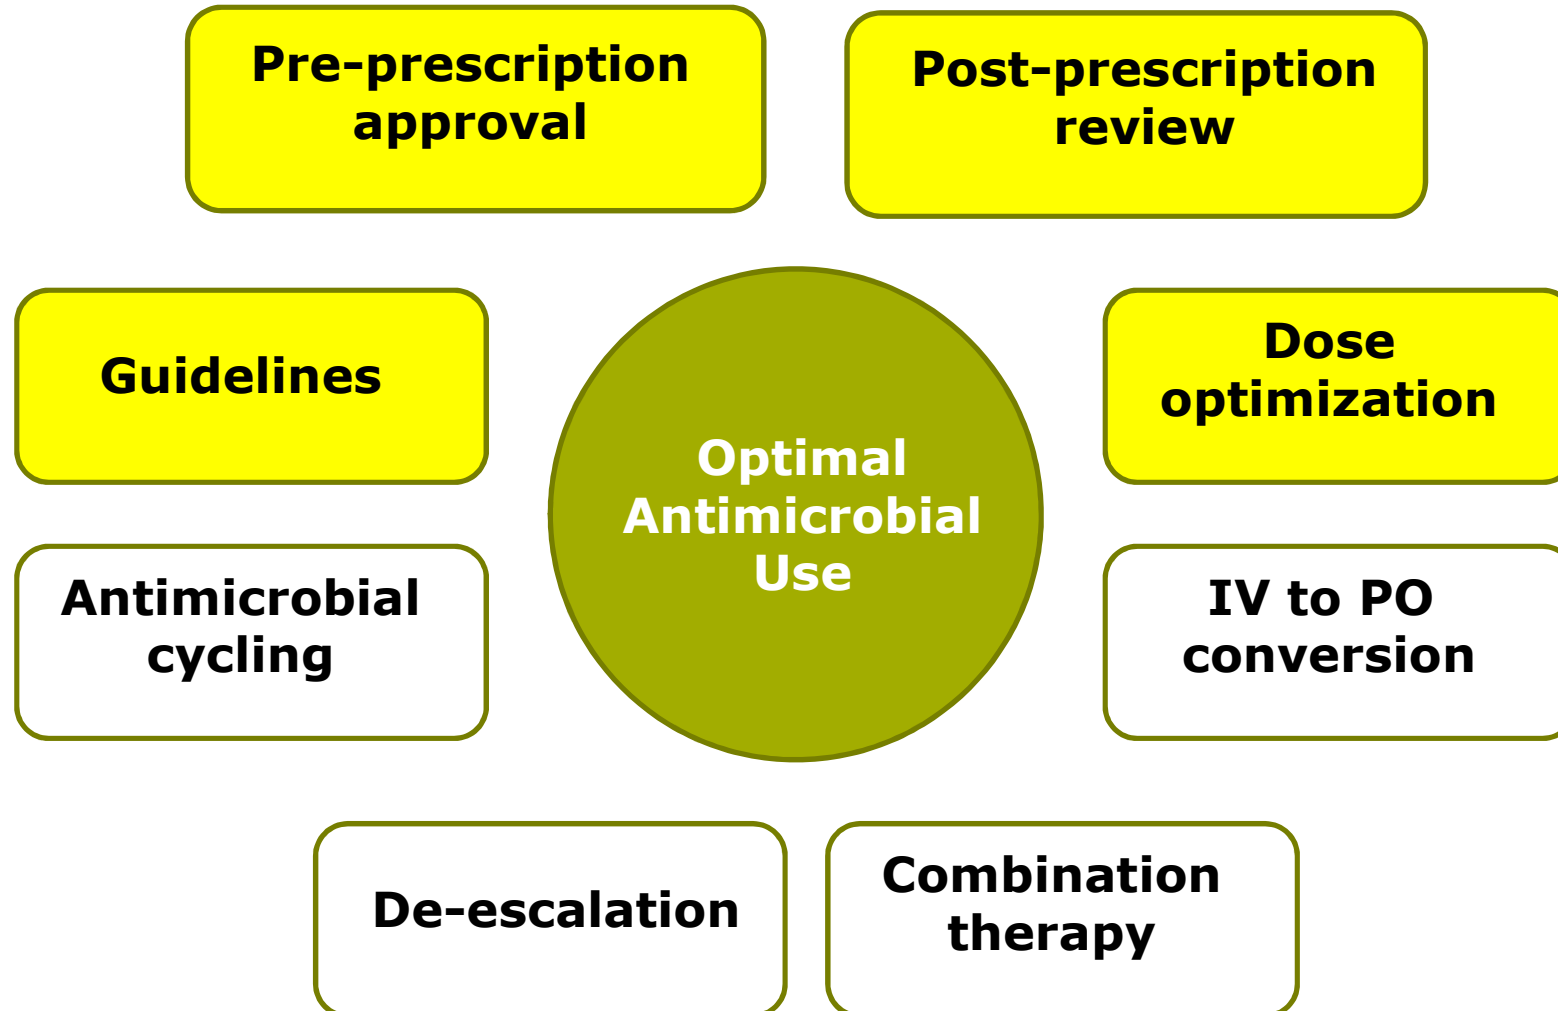 Pre-prescription
approval
Post-prescription
review
Guidelines
Dose
optimization
Optimal
Antimicrobial
Use
Antimicrobial
cycling
IV to PO
conversion
De-escalation
Combination
therapy